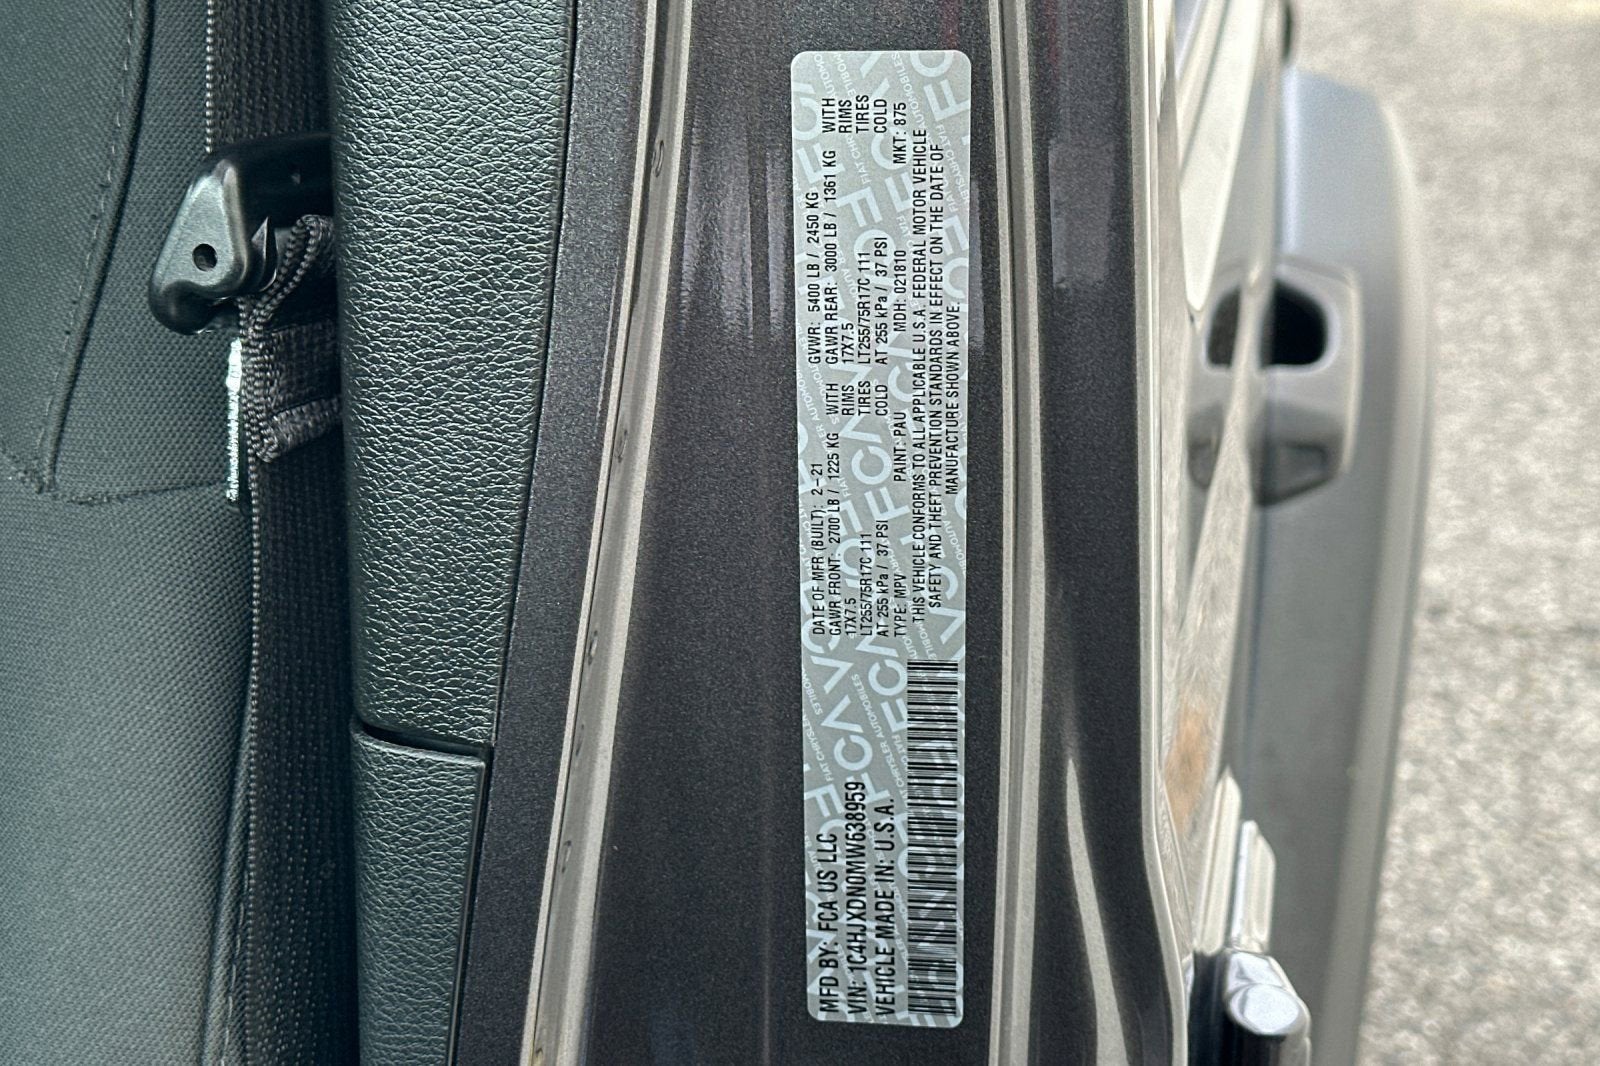 MFD BY: FCA US LLC
VIN: 1C4HJXDN0MW638959
VEHICLE MADE IN: U.S.A.
DATE OF MFR (BUILT): 2-21 GVWR: 5400 LB / 2450 KG
GAWR FRONT: 2700 LB / 1225 KG WITH GAWR REAR: 3000 LB / 1361 KG WITH
17X7.5 RIMS 17X7.5 RIMS
LT255/75R17C 111 TIRES LT255/75R17C 111 TIRES
AT 255 kPa / 37 PSI COLD AT 255 kPa / 37 PSI COLD
TYPE: MPV PAINT: PAU MDH: 021810 MKT: 875
THIS VEHICLE CONFORMS TO ALL APPLICABLE U.S.A. FEDERAL MOTOR VEHICLE
SAFETY AND THEFT PREVENTION STANDARDS IN EFFECT ON THE DATE OF
MANUFACTURE SHOWN ABOVE.
FCA
FIAT CHRYSLER AUTOMOBILES